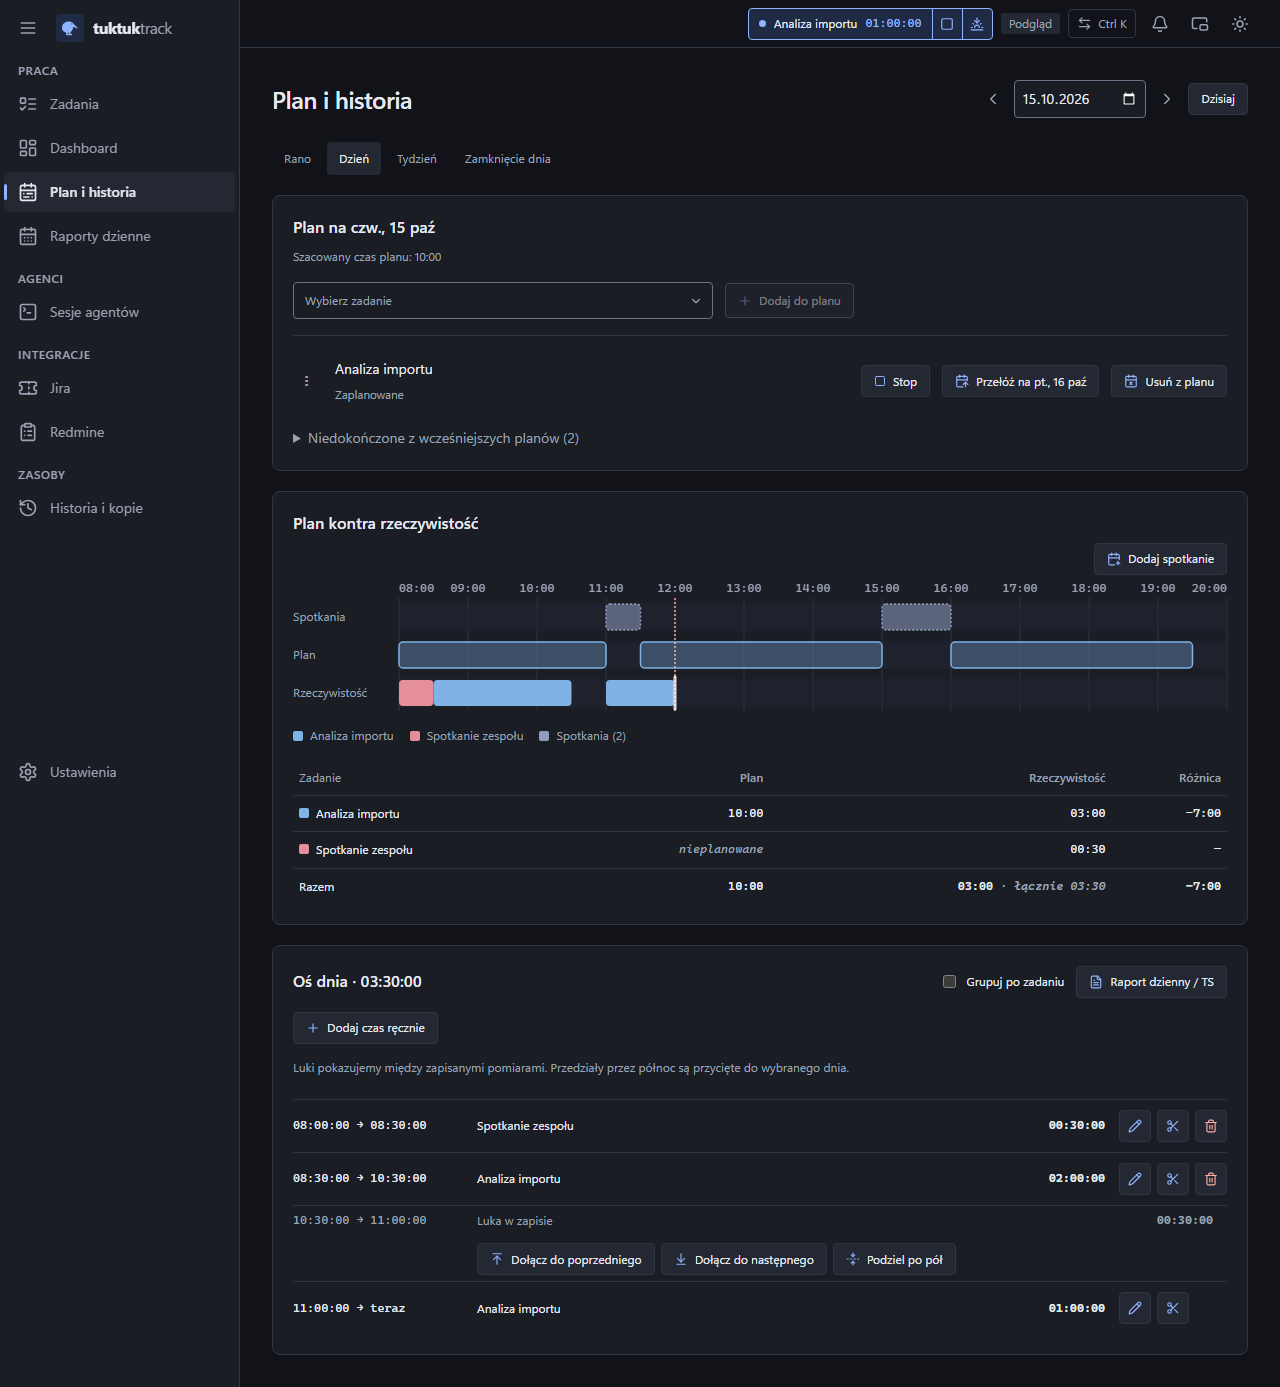 tuktuktrack
Analiza importu 01:00:00
Podgląd
Ctrl K
PRACA
Zadania
Dashboard
Plan i historia
Raporty dzienne
AGENCI
Sesje agentów
INTEGRACJE
Jira
Redmine
ZASOBY
Historia i kopie
Ustawienia
Plan i historia
15.10.2026
Dzisiaj
Rano Dzień Tydzień Zamknięcie dnia
Plan na czw., 15 paź
Szacowany czas planu: 10:00
Wybierz zadanie
Dodaj do planu
Analiza importu
Zaplanowane
Stop
Przełóż na pt., 16 paź
Usuń z planu
Niedokończone z wcześniejszych planów (2)
Plan kontra rzeczywistość
Dodaj spotkanie
08:00 09:00 10:00 11:00 12:00 13:00 14:00 15:00 16:00 17:00 18:00 19:00 20:00
Spotkania
Plan
Rzeczywistość
Analiza importu Spotkanie zespołu Spotkania (2)
Zadanie Plan Rzeczywistość Różnica
Analiza importu 10:00 03:00 −7:00
Spotkanie zespołu nieplanowane 00:30 —
Razem 10:00 03:00 · łącznie 03:30 −7:00
Oś dnia · 03:30:00
Grupuj po zadaniu
Raport dzienny / TS
Dodaj czas ręcznie
Luki pokazujemy między zapisanymi pomiarami. Przedziały przez północ są przycięte do wybranego dnia.
08:00:00 → 08:30:00 Spotkanie zespołu 00:30:00
08:30:00 → 10:30:00 Analiza importu 02:00:00
10:30:00 → 11:00:00 Luka w zapisie 00:30:00
Dołącz do poprzedniego Dołącz do następnego Podziel po pół
11:00:00 → teraz Analiza importu 01:00:00